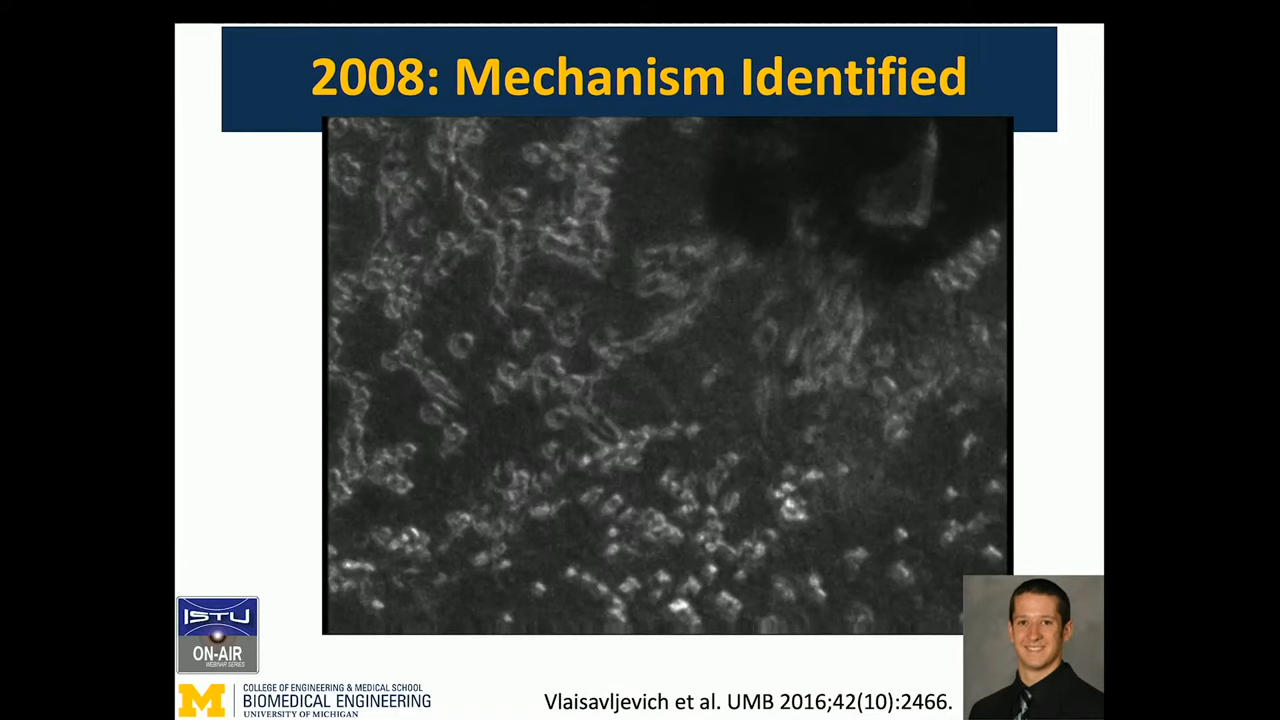 2008: Mechanism Identified
ISTU
ON-AIR
WEBINAR SERIES
M
COLLEGE OF ENGINEERING & MEDICAL SCHOOL
BIOMEDICAL ENGINEERING
UNIVERSITY OF MICHIGAN
Vlaisavljevich et al. UMB 2016;42(10):2466.